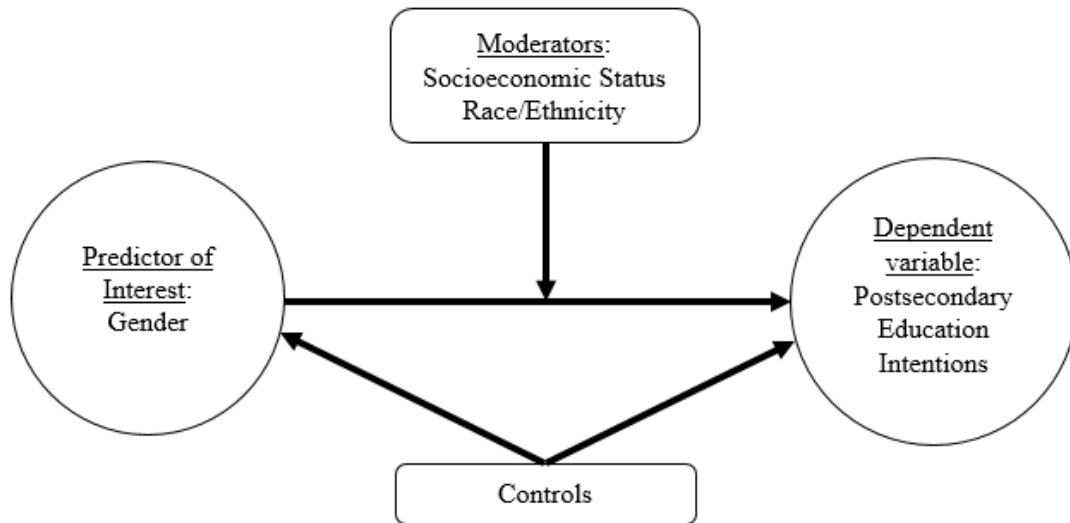 Moderators:
Socioeconomic Status
Race/Ethnicity
Predictor of
Interest:
Gender
Dependent
variable:
Postsecondary
Education
Intentions
Controls